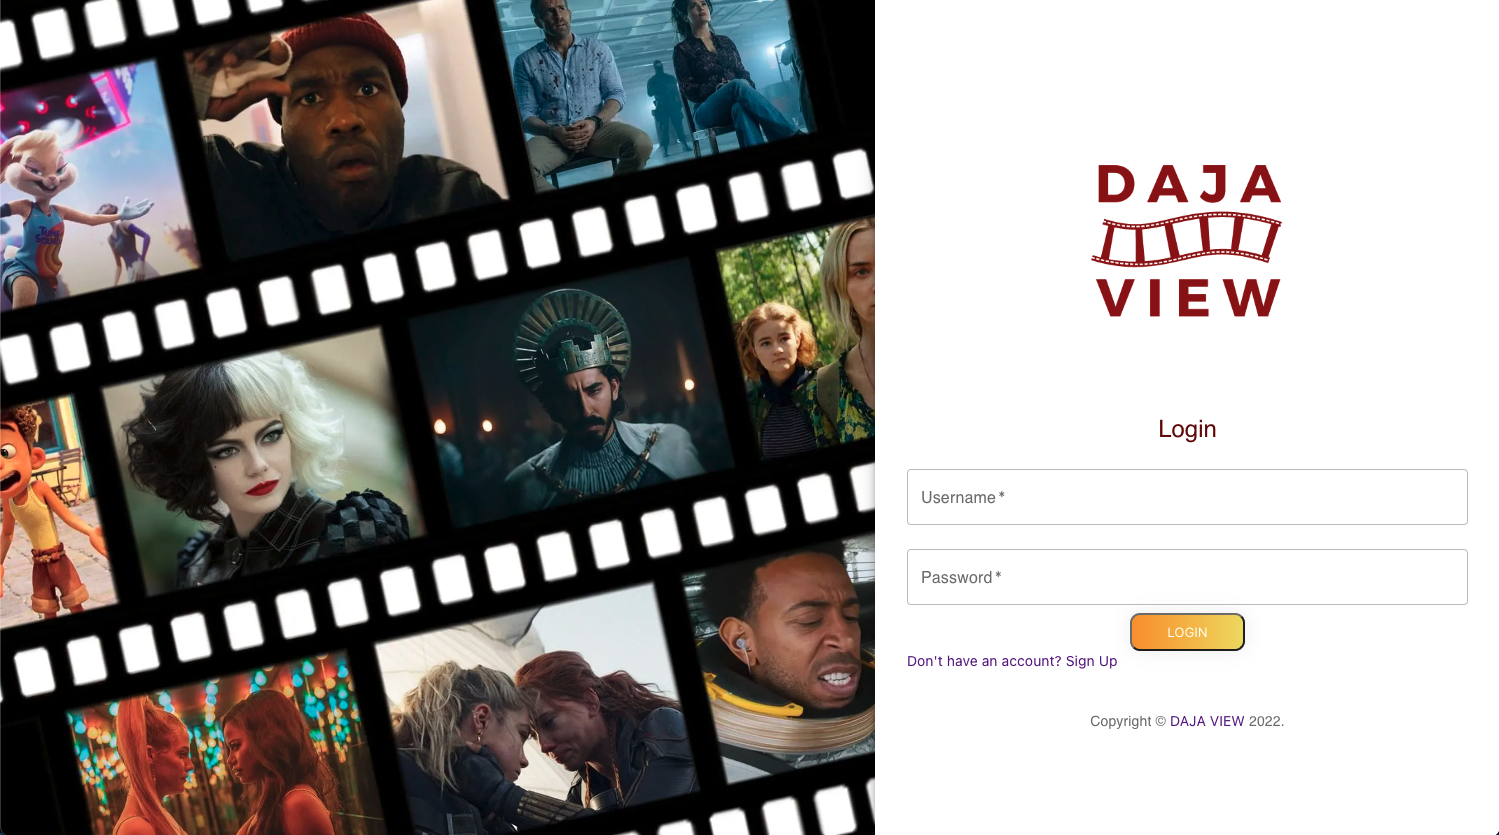 DAJA
VIEW
Login
Username *
Password *
LOGIN
Don't have an account? Sign Up
Copyright © DAJA VIEW 2022.